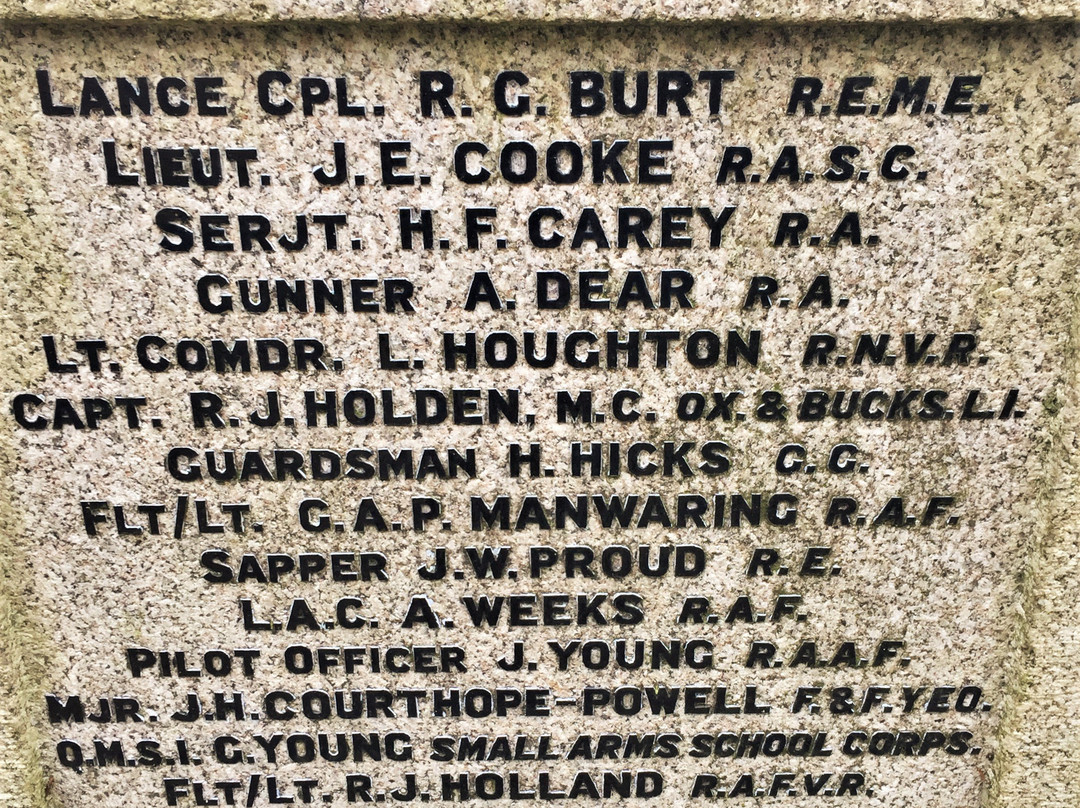 LANCE CPL. R. G. BURT R.E.M.E.
LIEUT. J. E. COOKE R.A.S.C.
SERJT. H. F. CAREY R.A.
GUNNER A. DEAR R.A.
LT. COMDR. L. HOUGHTON R.N.V.R.
CAPT. R. J. HOLDEN, M.C. OX. & BUCKS. L.I.
GUARDSMAN H. HICKS G.G.
FLT/LT. G. A. P. MANWARING R.A.F.
SAPPER J. W. PROUD R.E.
L.A.C. A. WEEKS R.A.F.
PILOT OFFICER J. YOUNG R.A.A.F.
MJR. J. H. COURTHOPE-POWELL F. & F. YEO.
Q.M.S.I. G. YOUNG SMALL ARMS SCHOOL CORPS.
FLT/LT. R. J. HOLLAND R.A.F.V.R.